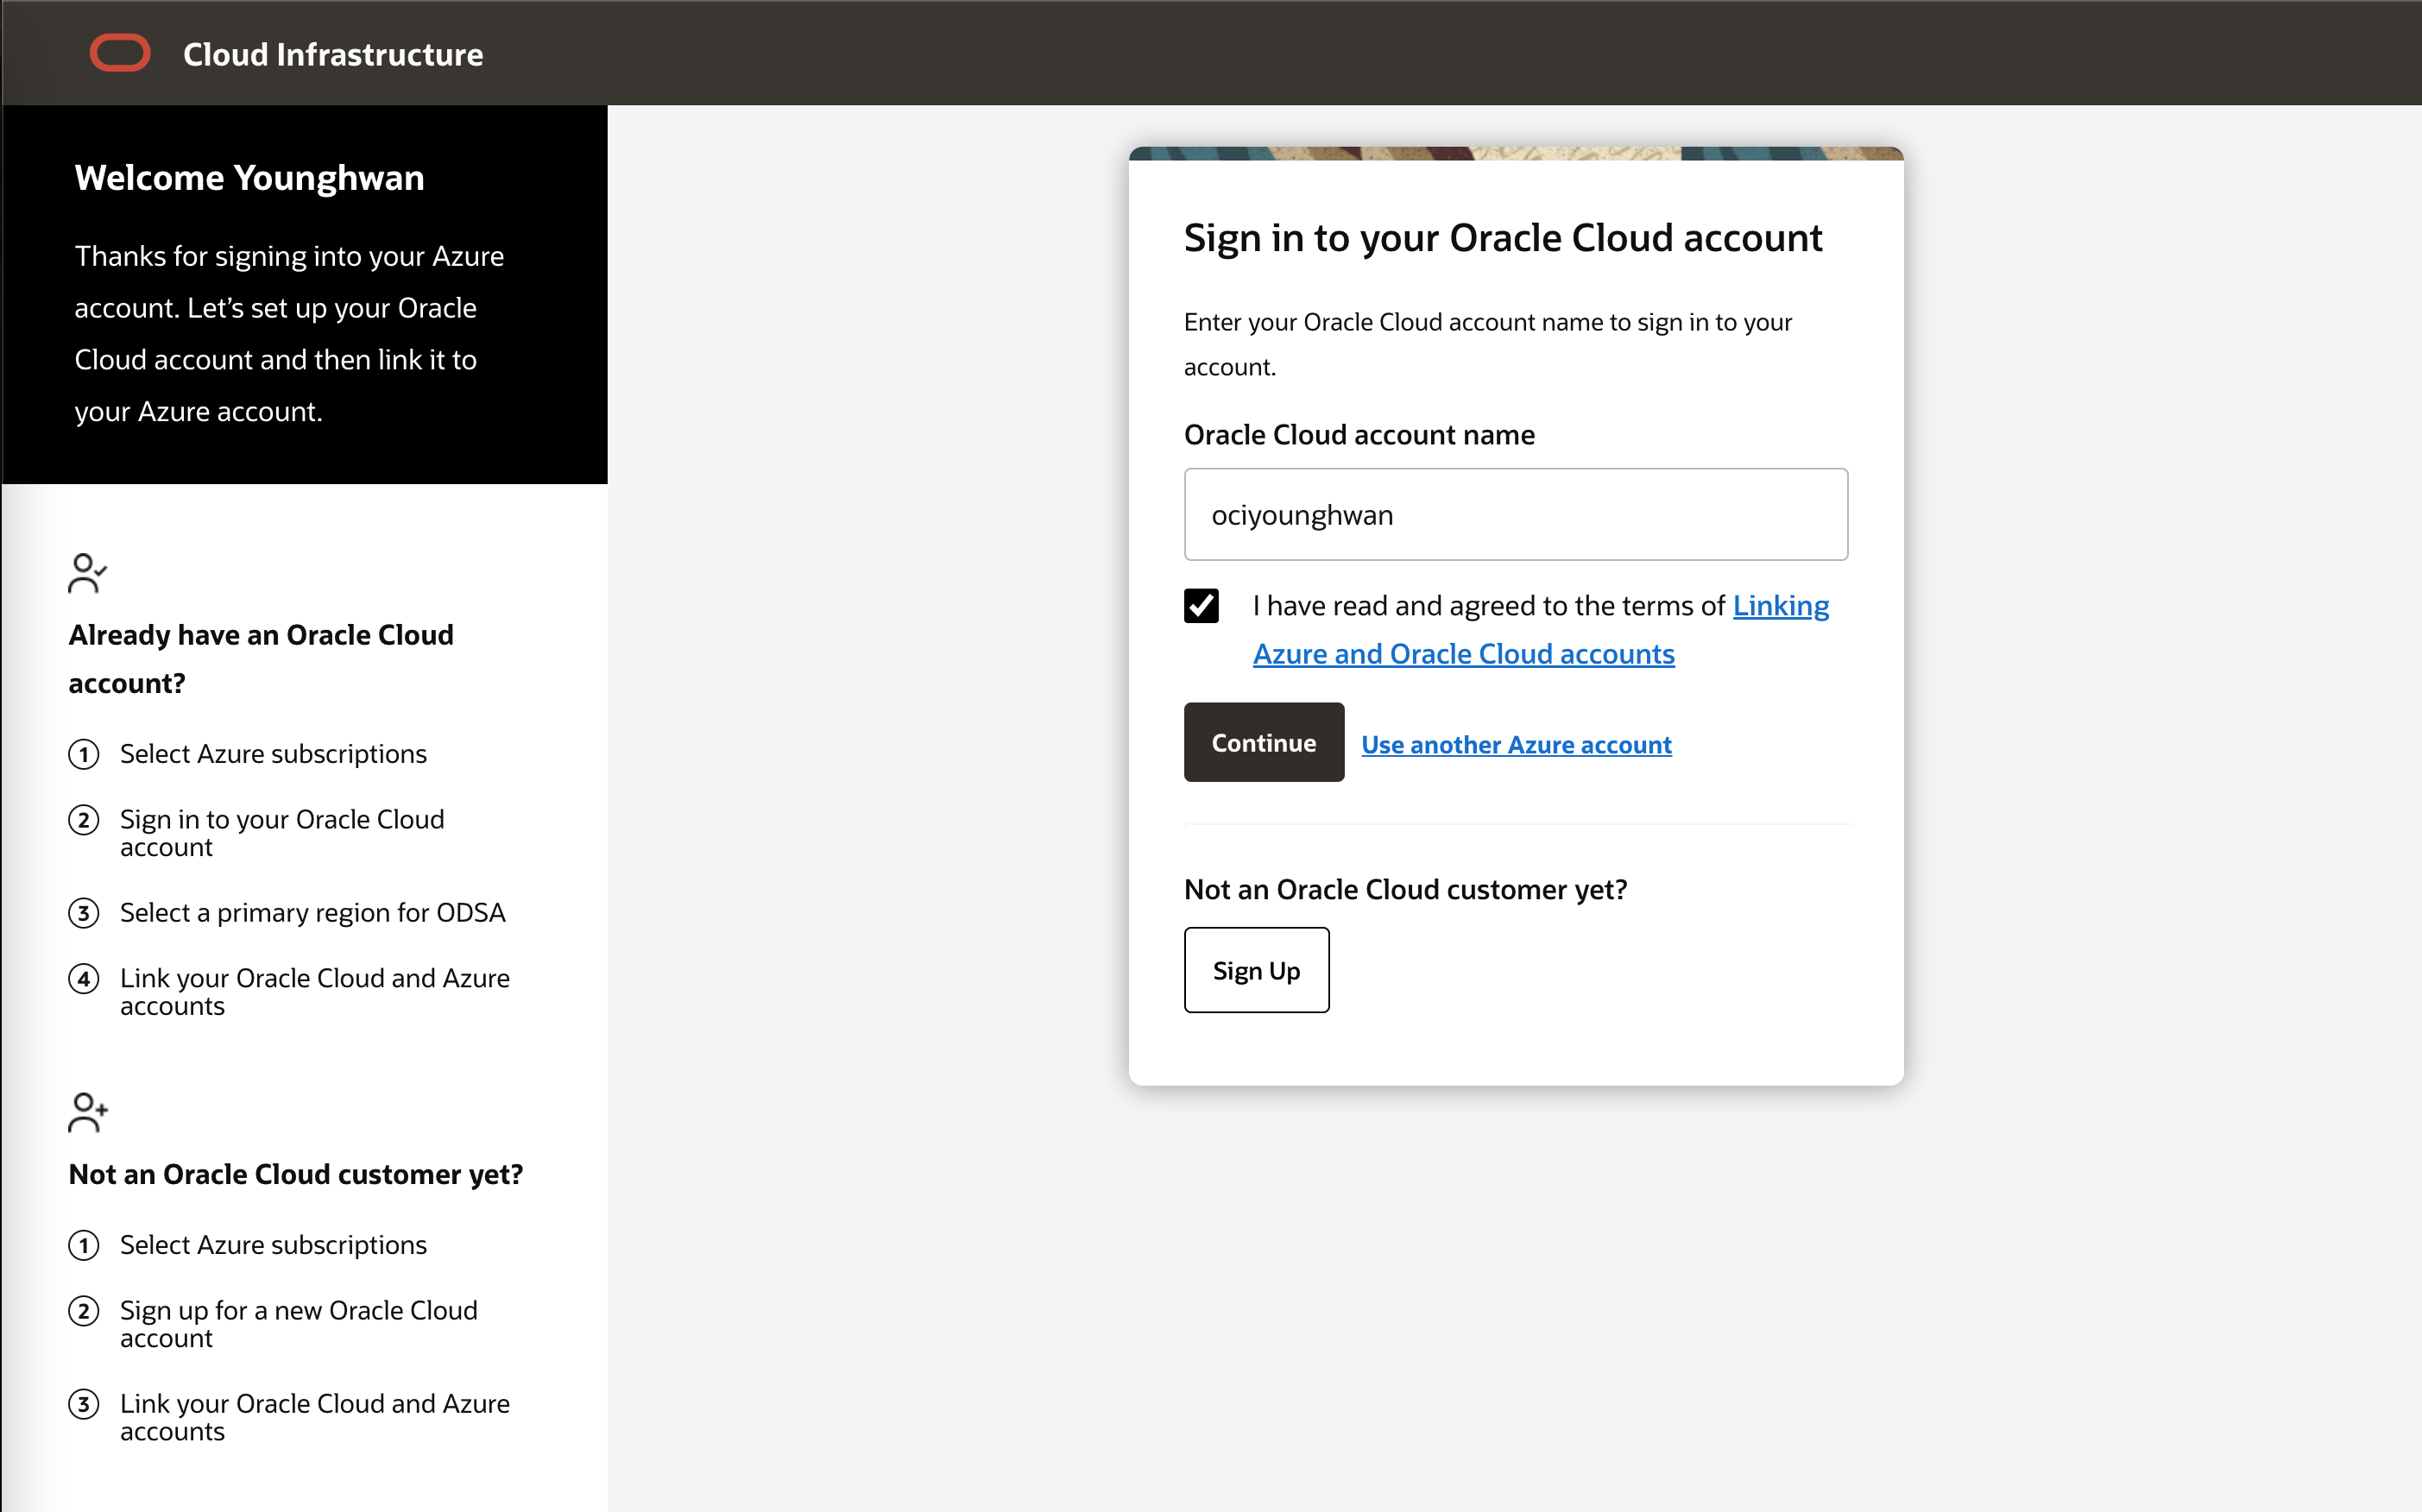 Cloud Infrastructure
Welcome Younghwan
Thanks for signing into your Azure
account. Let’s set up your Oracle
Cloud account and then link it to
your Azure account.
Already have an Oracle Cloud
account?
1 Select Azure subscriptions
2 Sign in to your Oracle Cloud
account
3 Select a primary region for ODSA
4 Link your Oracle Cloud and Azure
accounts
Not an Oracle Cloud customer yet?
1 Select Azure subscriptions
2 Sign up for a new Oracle Cloud
account
3 Link your Oracle Cloud and Azure
accounts
Sign in to your Oracle Cloud account
Enter your Oracle Cloud account name to sign in to your
account.
Oracle Cloud account name
ociyounghwan
I have read and agreed to the terms of Linking
Azure and Oracle Cloud accounts
Continue Use another Azure account
Not an Oracle Cloud customer yet?
Sign Up